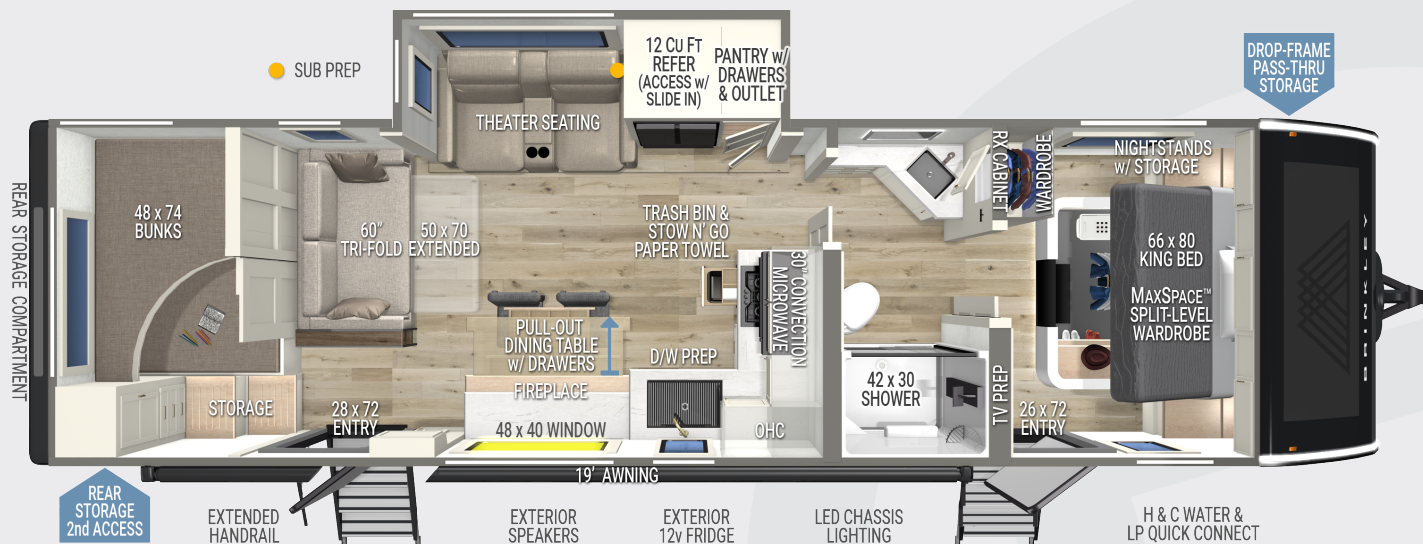 SUB PREP
12 CU FT
REFER
(ACCESS w/
SLIDE IN)
PANTRY w/
DRAWERS
& OUTLET
DROP-FRAME
PASS-THRU
STORAGE
THEATER SEATING
REAR STORAGE COMPARTMENT
48 x 74
BUNKS
60”
TRI-FOLD
50 x 70
EXTENDED
TRASH BIN &
STOW N’ GO
PAPER TOWEL
30” CONVECTION
MICROWAVE
RX CABINET
WARDROBE
NIGHTSTANDS
w/ STORAGE
66 x 80
KING BED
MAXSPACE™
SPLIT-LEVEL
WARDROBE
BRINKLEY
PULL-OUT
DINING TABLE
w/ DRAWERS
D/W PREP
FIREPLACE
STORAGE
28 x 72
ENTRY
48 x 40 WINDOW
OHC
42 x 30
SHOWER
TV PREP
26 x 72
ENTRY
19’ AWNING
REAR
STORAGE
2nd ACCESS
EXTENDED
HANDRAIL
EXTERIOR
SPEAKERS
EXTERIOR
12v FRIDGE
LED CHASSIS
LIGHTING
H & C WATER &
LP QUICK CONNECT